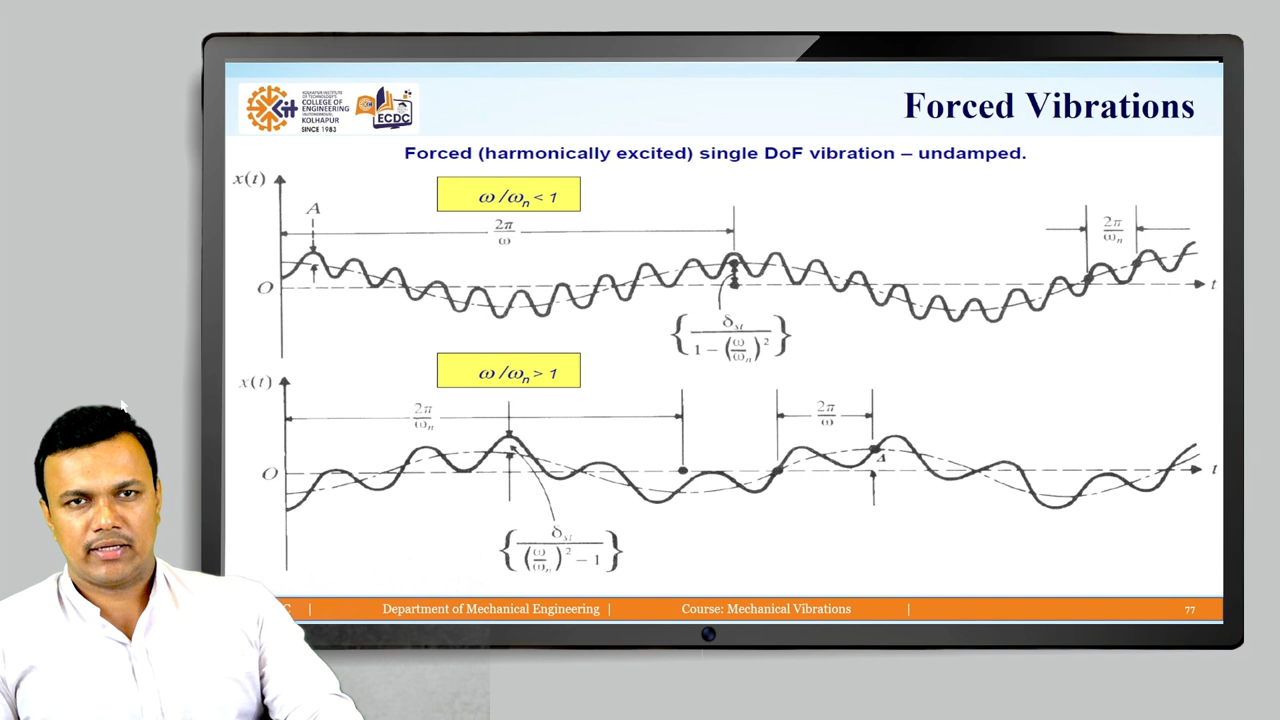 KOLHAPUR INSTITUTE
OF TECHNOLOGY'S
COLLEGE OF
ENGINEERING
(AUTONOMOUS),
KOLHAPUR
SINCE 1983
ECDC
Forced Vibrations
Forced (harmonically excited) single DoF vibration – undamped.
x(t)
ω/ωn < 1
A
2π/ω
2π/ωn
O
t
{δst / (1 − (ω/ωn)²)}
x(t)
ω/ωn > 1
2π/ωn
2π/ω
A
O
t
{δst / ((ω/ωn)² − 1)}
C | Department of Mechanical Engineering | Course: Mechanical Vibrations | 77